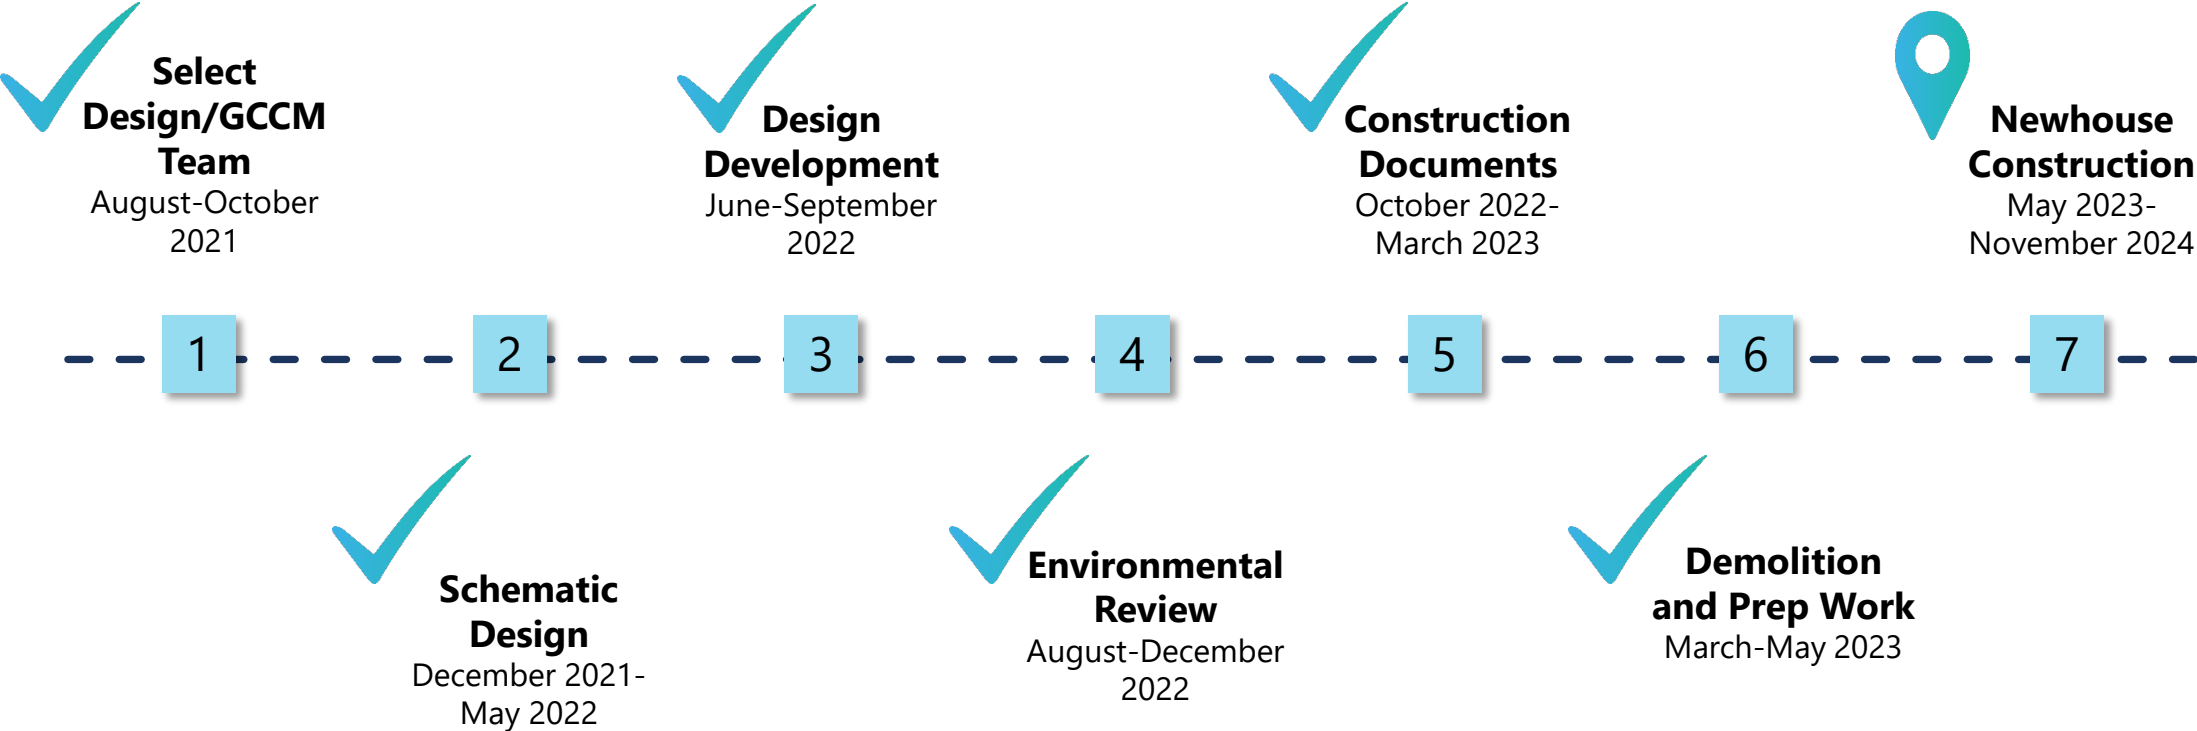 Select
Design/GCCM
Team
August-October
2021
Design
Development
June-September
2022
Construction
Documents
October 2022-
March 2023
Newhouse
Construction
May 2023-
November 2024
1
2
3
4
5
6
7
Schematic
Design
December 2021-
May 2022
Environmental
Review
August-December
2022
Demolition
and Prep Work
March-May 2023